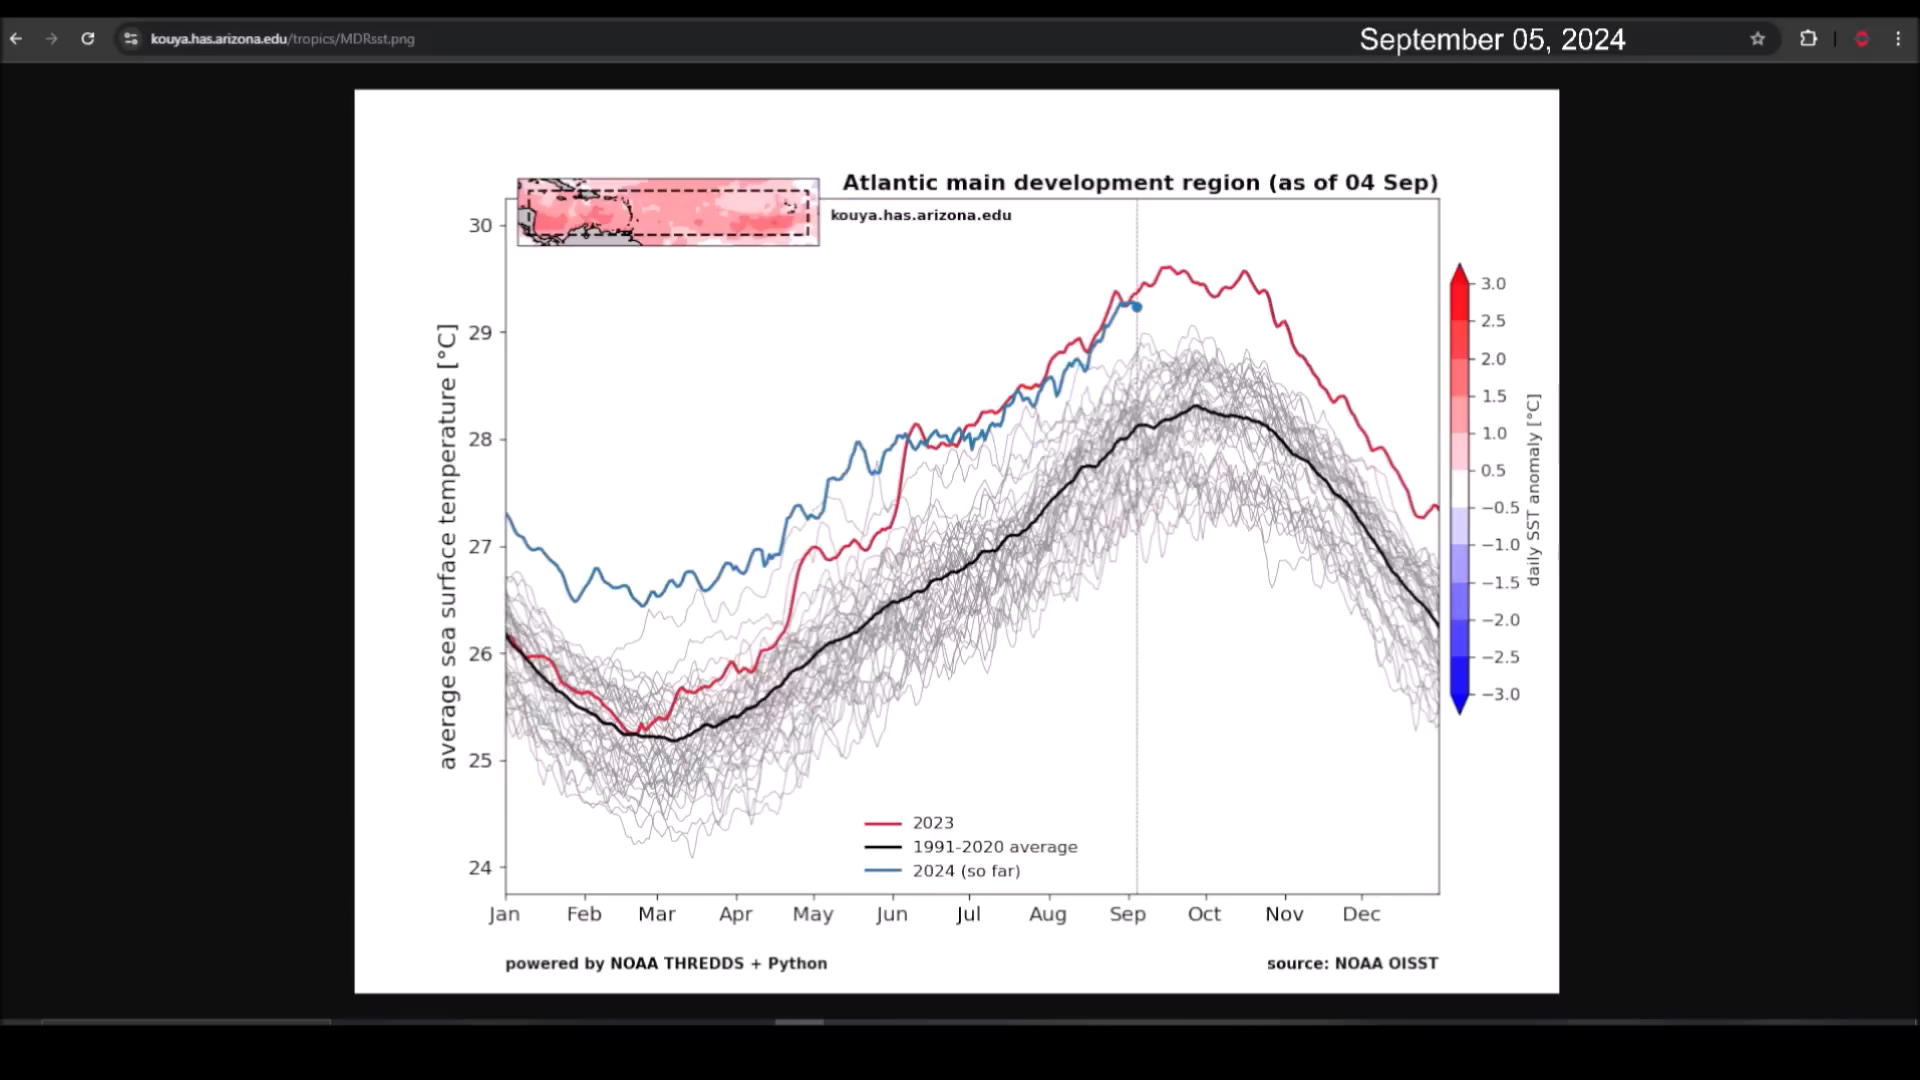 kouya.has.arizona.edu/tropics/MDRsst.png
September 05, 2024
Atlantic main development region (as of 04 Sep)
kouya.has.arizona.edu
average sea surface temperature [°C]
30
29
28
27
26
25
24
Jan Feb Mar Apr May Jun Jul Aug Sep Oct Nov Dec
2023
1991-2020 average
2024 (so far)
3.0
2.5
2.0
1.5
1.0
0.5
−0.5
−1.0
−1.5
−2.0
−2.5
−3.0
daily SST anomaly [°C]
powered by NOAA THREDDS + Python
source: NOAA OISST